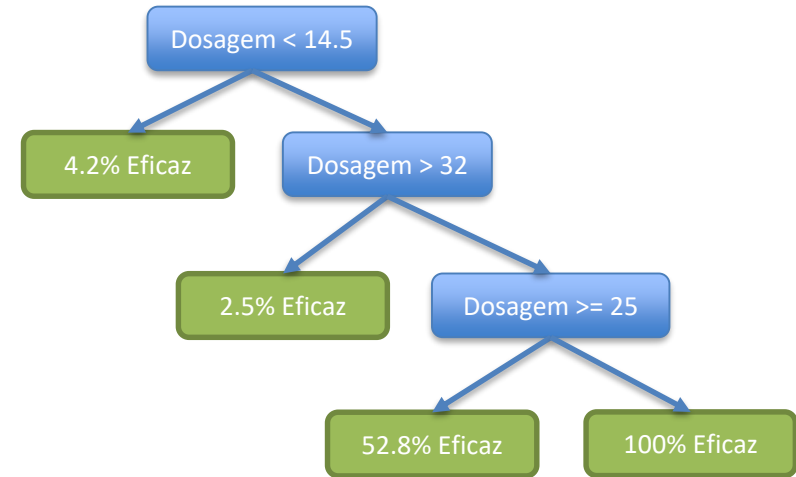 Dosagem < 14.5
4.2% Eficaz
Dosagem > 32
2.5% Eficaz
Dosagem >= 25
52.8% Eficaz
100% Eficaz